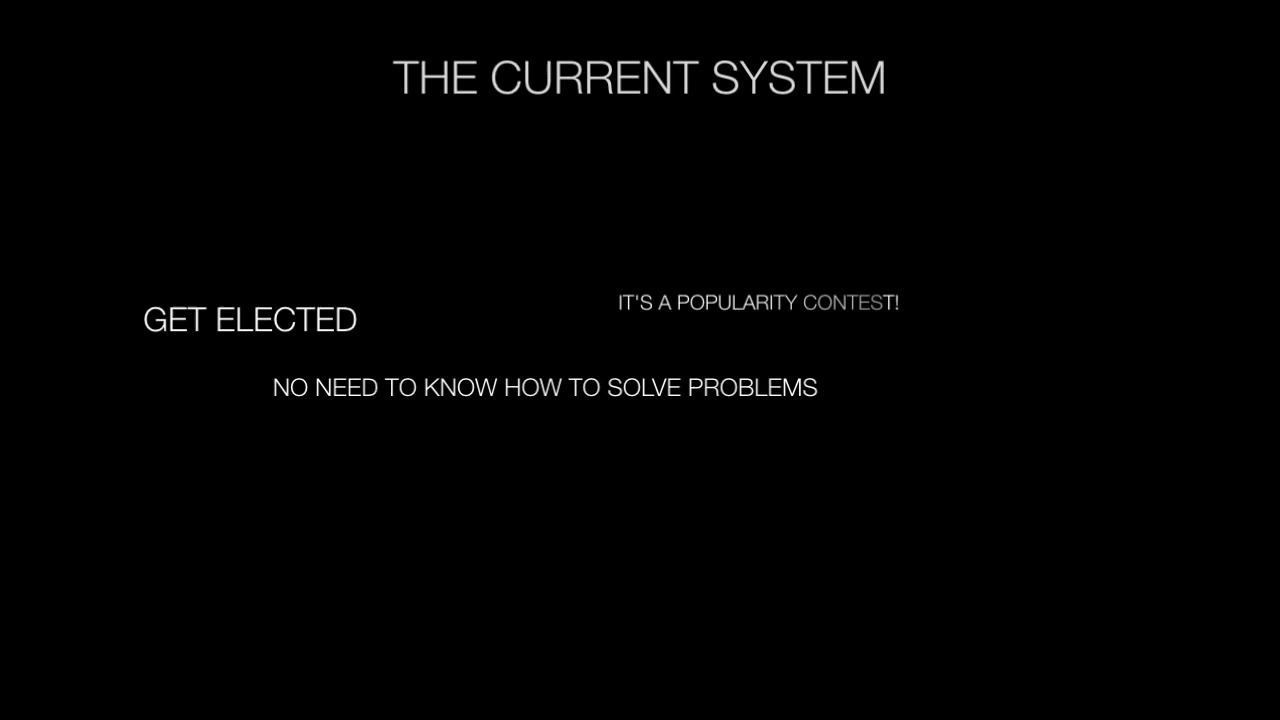 THE CURRENT SYSTEM
IT'S A POPULARITY CONTEST!
GET ELECTED
NO NEED TO KNOW HOW TO SOLVE PROBLEMS